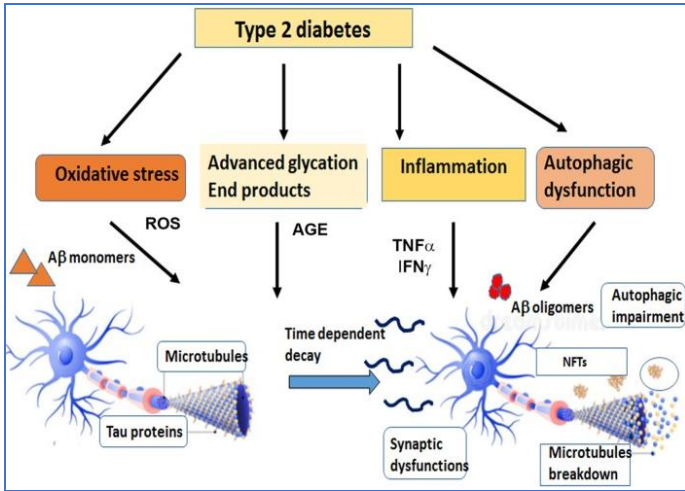 Type 2 diabetes
Oxidative stress
Advanced glycation
End products
Inflammation
Autophagic
dysfunction
ROS
AGE
TNFα
IFNγ
Aβ monomers
Aβ oligomers
Autophagic
impairment
Time dependent
decay
Microtubules
NFTs
Tau proteins
Synaptic
dysfunctions
Microtubules
breakdown